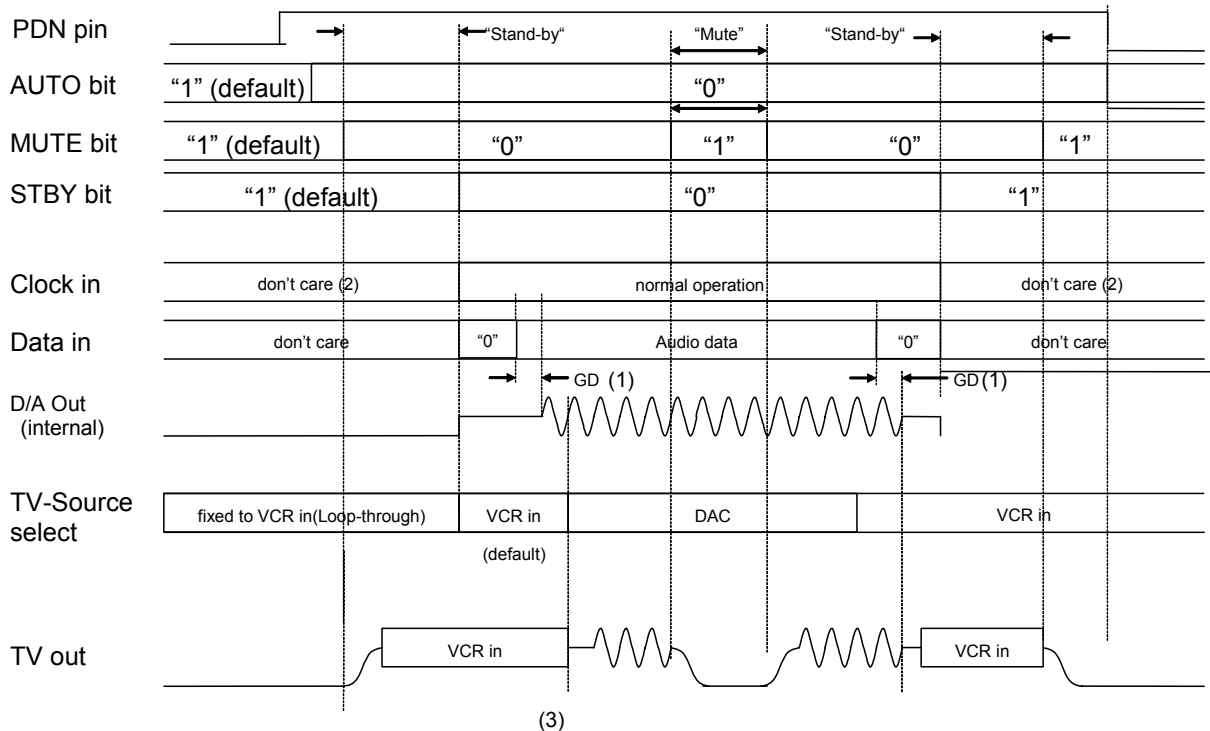 PDN pin
“Stand-by“ “Mute” “Stand-by“
AUTO bit “1” (default) “0”
MUTE bit “1” (default) “0” “1” “0” “1”
STBY bit “1” (default) “0” “1”
Clock in don’t care (2) normal operation don’t care (2)
Data in don’t care “0” Audio data “0” don’t care
GD (1) GD (1)
D/A Out
(internal)
TV-Source
select
fixed to VCR in(Loop-through) VCR in DAC VCR in
(default)
TV out VCR in VCR in
(3)